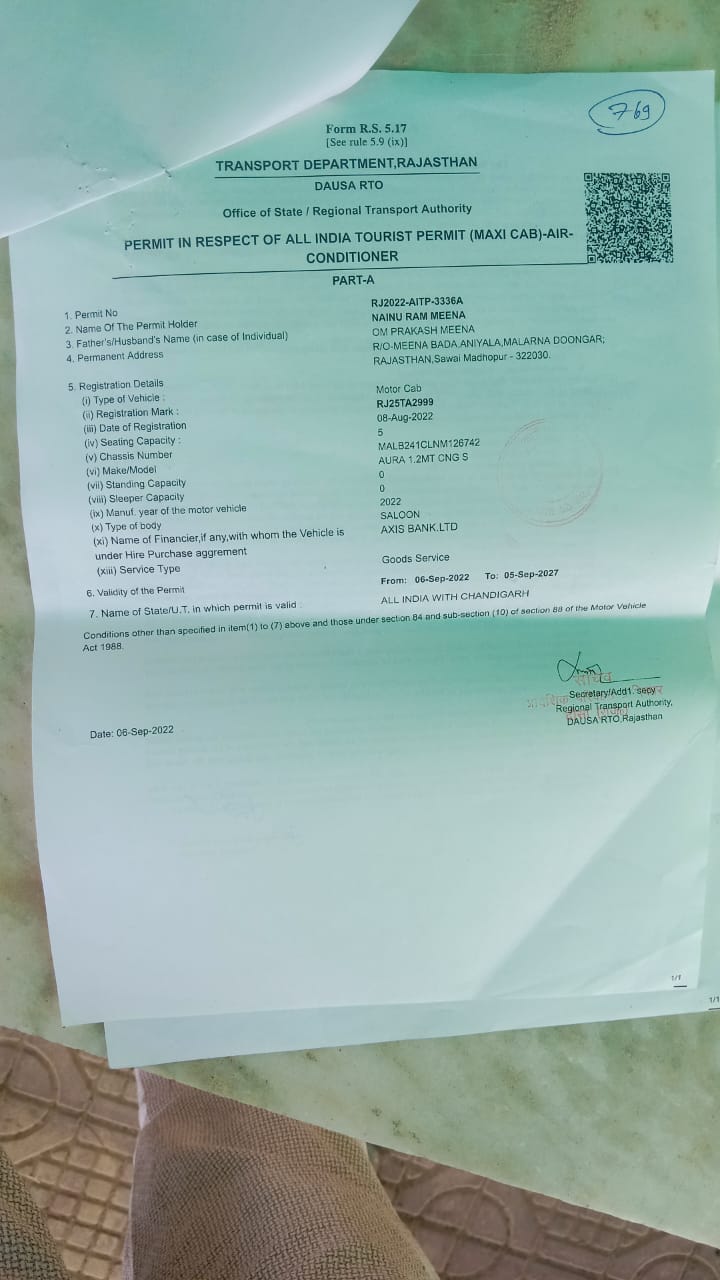 769
Form R.S. 5.17
[See rule 5.9 (ix)]
TRANSPORT DEPARTMENT,RAJASTHAN
DAUSA RTO
Office of State / Regional Transport Authority
PERMIT IN RESPECT OF ALL INDIA TOURIST PERMIT (MAXI CAB)-AIR-
CONDITIONER
PART-A
1. Permit No RJ2022-AITP-3336A
2. Name Of The Permit Holder NAINU RAM MEENA
3. Father's/Husband's Name (in case of Individual) OM PRAKASH MEENA
4. Permanent Address R/O-MEENA BADA,ANIYALA,MALARNA DOONGAR;
RAJASTHAN,Sawai Madhopur - 322030.
5. Registration Details
(i) Type of Vehicle : Motor Cab
(ii) Registration Mark : RJ25TA2999
(iii) Date of Registration 08-Aug-2022
(iv) Seating Capacity : 5
(v) Chassis Number MALB241CLNM126742
(vi) Make/Model AURA 1.2MT CNG S
(vii) Standing Capacity 0
(viii) Sleeper Capacity 0
(ix) Manuf. year of the motor vehicle 2022
(x) Type of body SALOON
(xi) Name of Financier,if any,with whom the Vehicle is AXIS BANK.LTD
under Hire Purchase aggrement
(xiii) Service Type Goods Service
6. Validity of the Permit From: 06-Sep-2022 To: 05-Sep-2027
7. Name of State/U.T. in which permit is valid : ALL INDIA WITH CHANDIGARH
Conditions other than specified in item(1) to (7) above and those under section 84 and sub-section (10) of section 88 of the Motor Vehicle
Act 1988.
सचिव
Secretary/Add1. secy
Regional Transport Authority,
DAUSA RTO,Rajasthan
Date: 06-Sep-2022
1/1
1/1